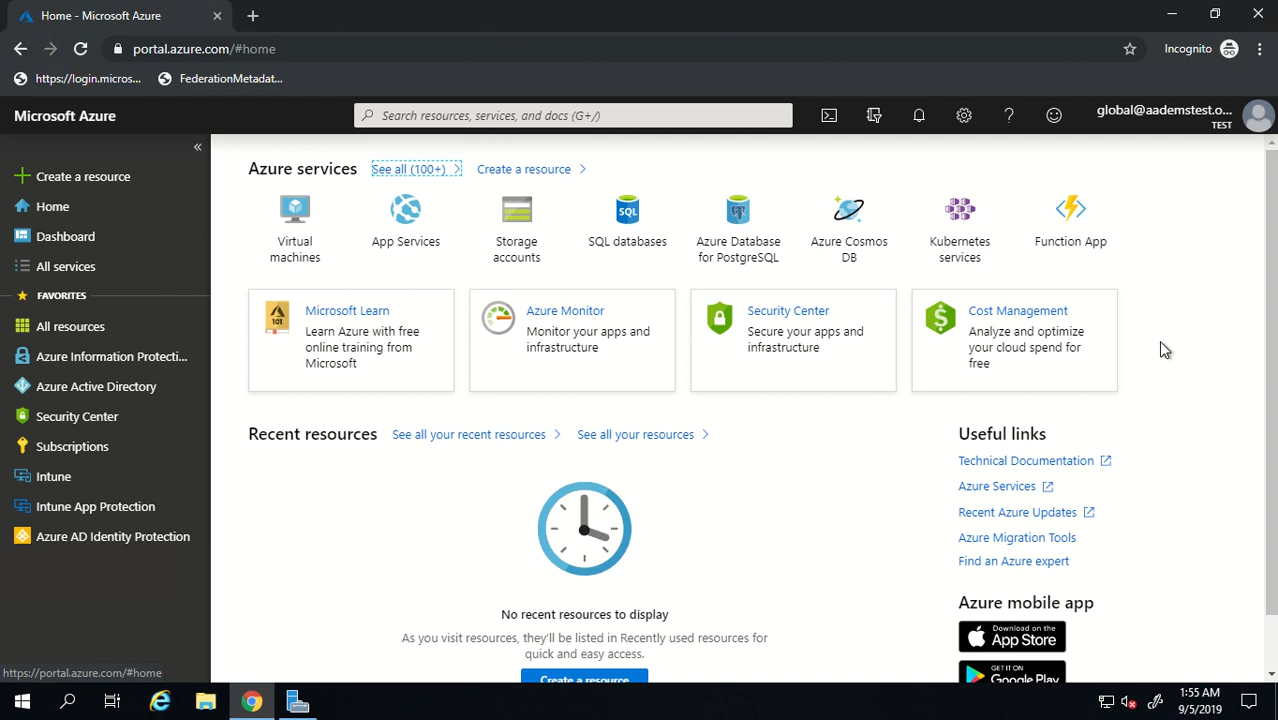 Home - Microsoft Azure
portal.azure.com/#home
Incognito
https://login.micros...
FederationMetadat...
Microsoft Azure
Search resources, services, and docs (G+/)
global@aademstest.o...
TEST
Create a resource
Home
Dashboard
All services
FAVORITES
All resources
Azure Information Protecti...
Azure Active Directory
Security Center
Subscriptions
Intune
Intune App Protection
Azure AD Identity Protection
https://portal.azure.com/#home
Azure services
See all (100+)
Create a resource
Virtual
machines
App Services
Storage
accounts
SQL
SQL databases
Azure Database
for PostgreSQL
Azure Cosmos
DB
Kubernetes
services
Function App
101
Microsoft Learn
Learn Azure with free
online training from
Microsoft
Azure Monitor
Monitor your apps and
infrastructure
Security Center
Secure your apps and
infrastructure
$
Cost Management
Analyze and optimize
your cloud spend for
free
Recent resources
See all your recent resources
See all your resources
No recent resources to display
As you visit resources, they'll be listed in Recently used resources for
quick and easy access.
Create a resource
Useful links
Technical Documentation
Azure Services
Recent Azure Updates
Azure Migration Tools
Find an Azure expert
Azure mobile app
Download on the
App Store
GET IT ON
Google Play
1:55 AM
9/5/2019